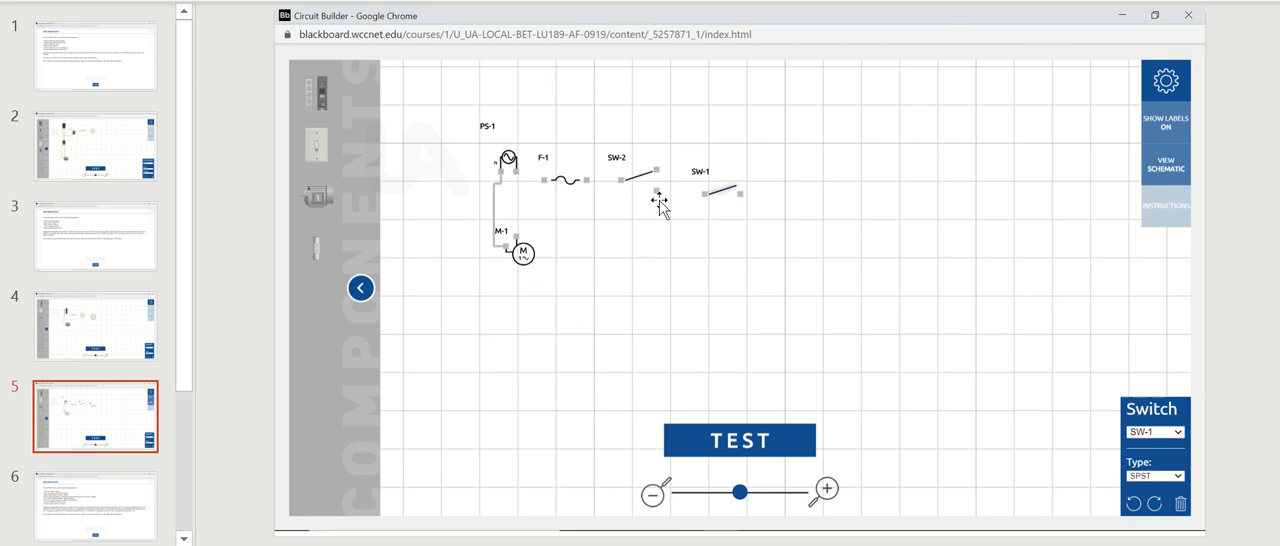 1
2
3
4
5
6
Bb Circuit Builder - Google Chrome
blackboard.wccnet.edu/courses/1/U_UA-LOCAL-BET-LU189-AF-0919/content/_5257871_1/index.html
COMPONENTS
PS-1
N
F-1
SW-2
SW-1
M-1
M
1~
SHOW LABELS
ON
VIEW
SCHEMATIC
INSTRUCTIONS
TEST
Switch
SW-1
Type:
SPST